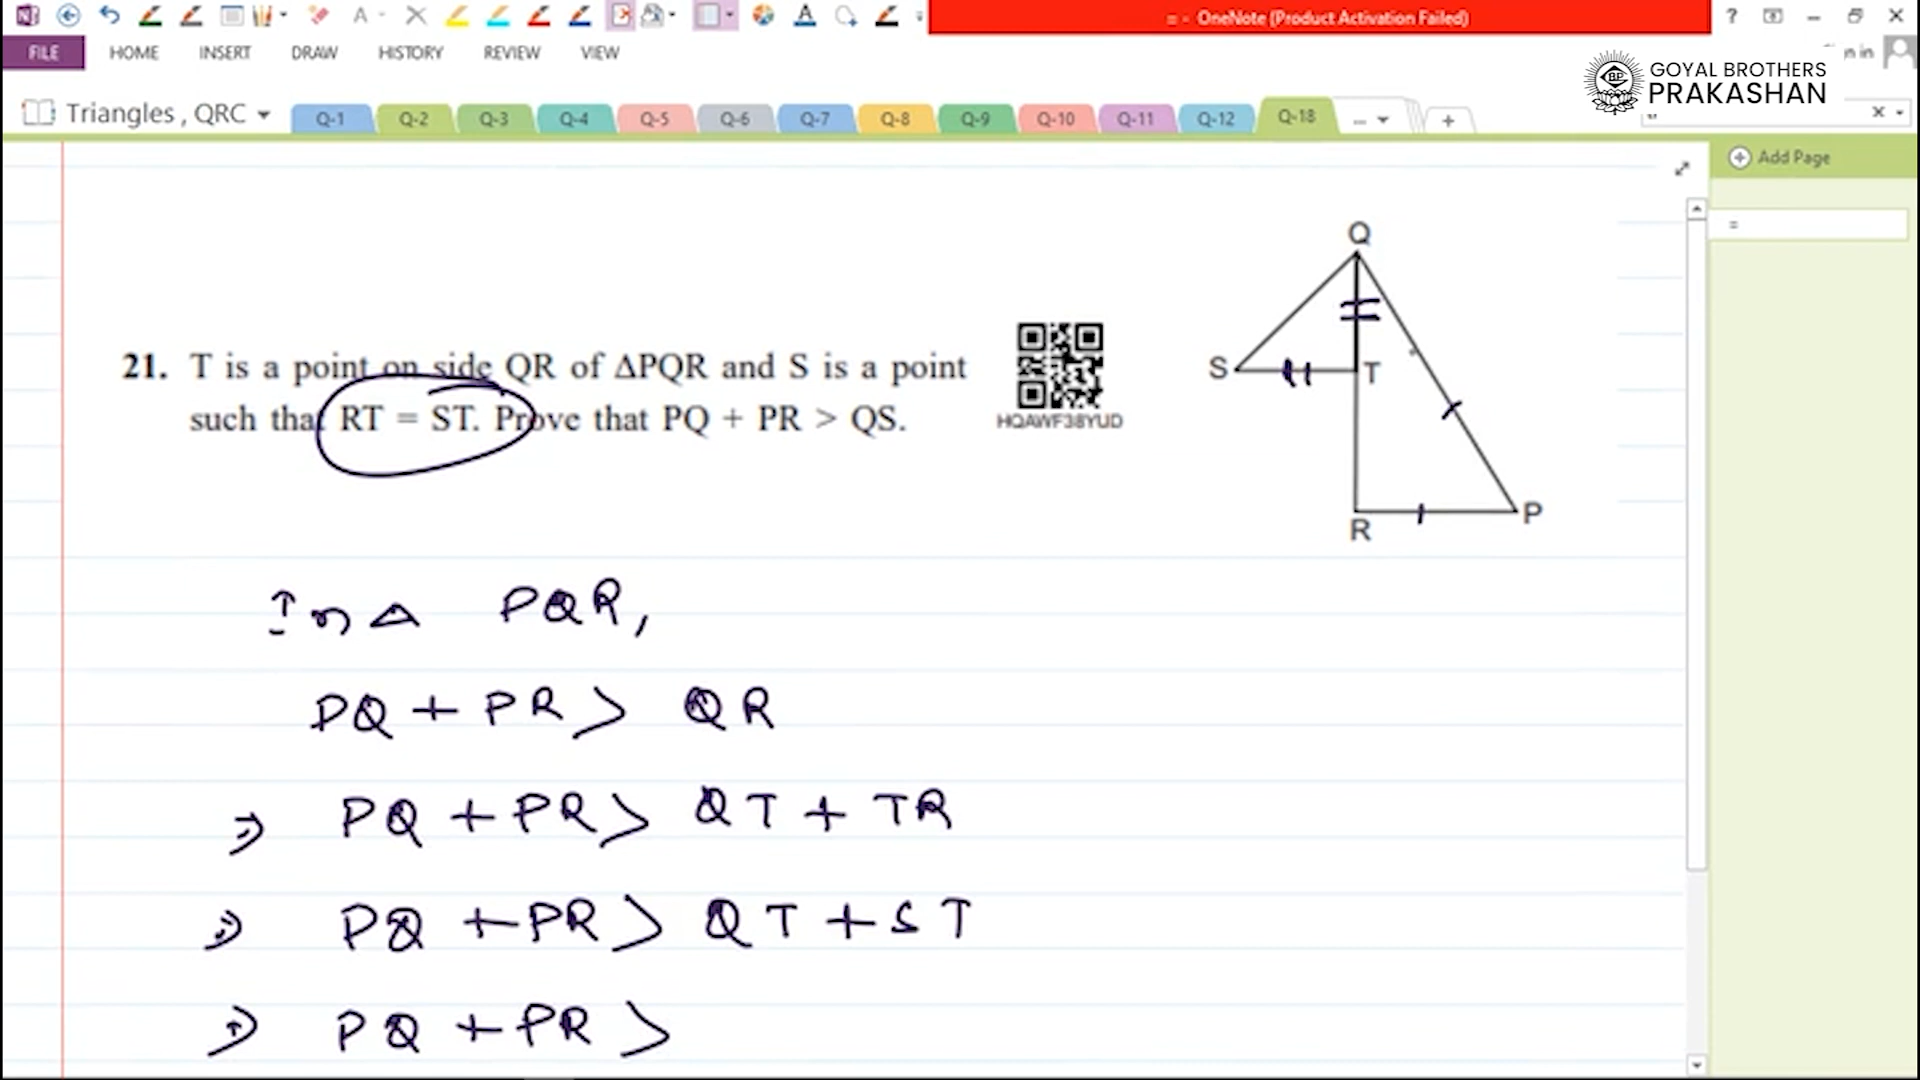 OneNote (Product Activation Failed)
FILE HOME INSERT DRAW HISTORY REVIEW VIEW
GOYAL BROTHERS
PRAKASHAN
Triangles , QRC
Q-1 Q-2 Q-3 Q-4 Q-5 Q-6 Q-7 Q-8 Q-9 Q-10 Q-11 Q-12 Q-18
Add Page
21. T is a point on side QR of ΔPQR and S is a point
such that RT = ST. Prove that PQ + PR > QS.
HQAWF38YUD
Q
S T
R P
In Δ PQR,
PQ + PR > QR
⇒ PQ + PR > QT + TR
⇒ PQ + PR > QT + ST
⇒ PQ + PR >